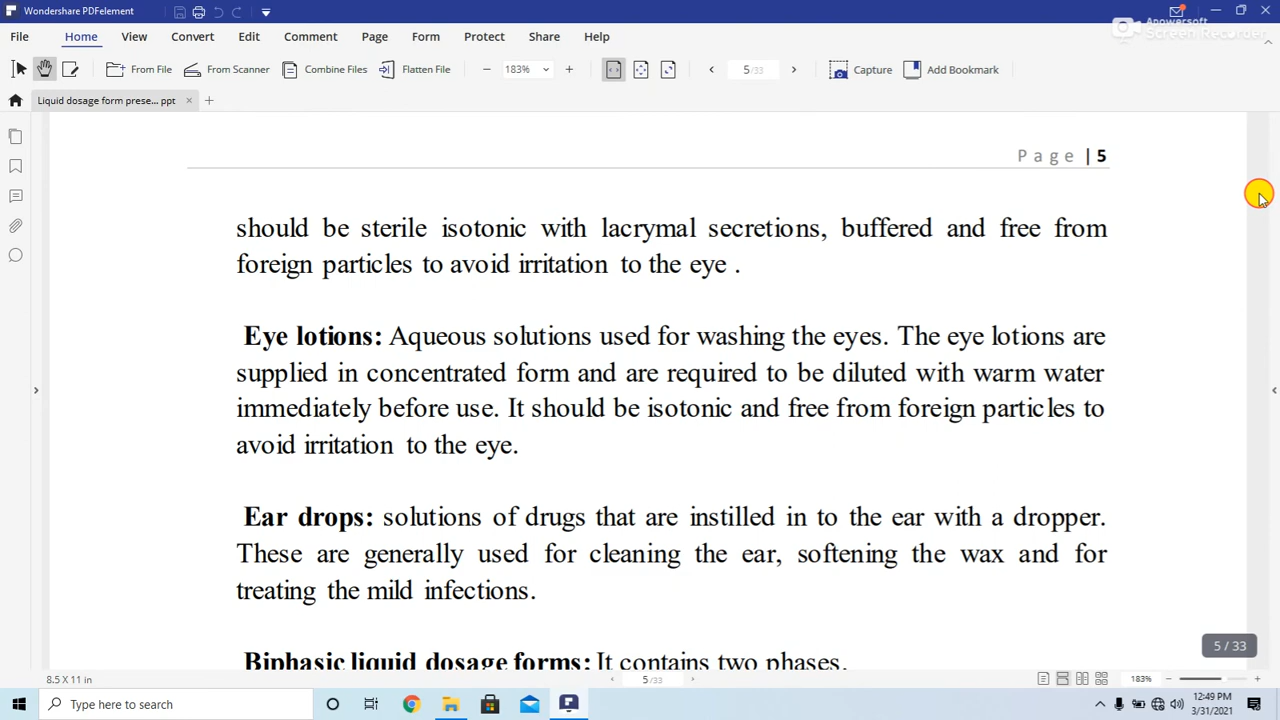 Wondershare PDFelement
Apowersoft
Screen Recorder
File Home View Convert Edit Comment Page Form Protect Share Help
From File From Scanner Combine Files Flatten File 183% 5/33 Capture Add Bookmark
Liquid dosage form prese... ppt
Page | 5
should be sterile isotonic with lacrymal secretions, buffered and free from
foreign particles to avoid irritation to the eye .
Eye lotions: Aqueous solutions used for washing the eyes. The eye lotions are
supplied in concentrated form and are required to be diluted with warm water
immediately before use. It should be isotonic and free from foreign particles to
avoid irritation to the eye.
Ear drops: solutions of drugs that are instilled in to the ear with a dropper.
These are generally used for cleaning the ear, softening the wax and for
treating the mild infections.
Biphasic liquid dosage forms: It contains two phases.
5 / 33
8.5 X 11 in 5/33 183%
Type here to search
12:49 PM
3/31/2021